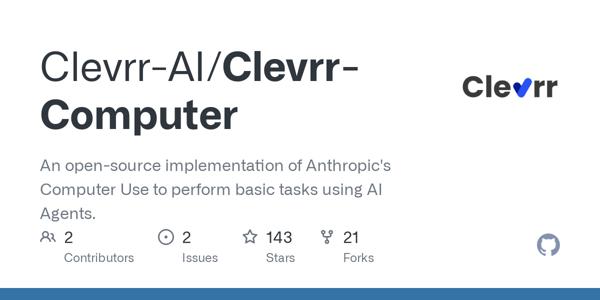 Clevrr-AI/Clevrr-
Computer
Clevrr
An open-source implementation of Anthropic's
Computer Use to perform basic tasks using AI
Agents.
2 2 143 21
Contributors Issues Stars Forks